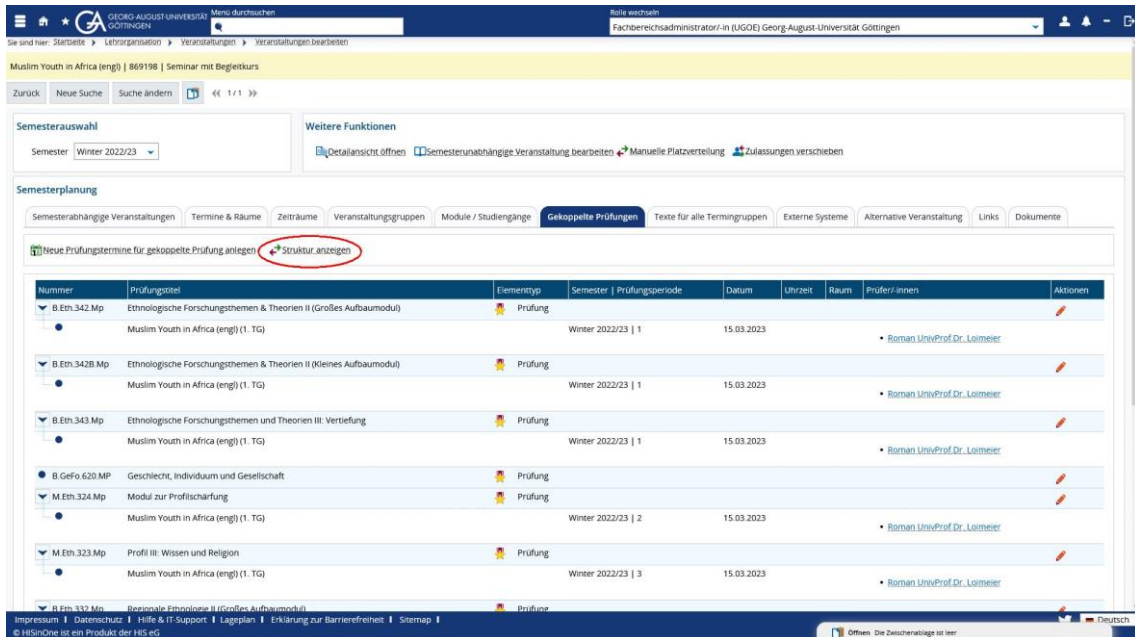 GEORG-AUGUST-UNIVERSITÄT
GÖTTINGEN
Menü durchsuchen
Rolle wechseln
Fachbereichsadministrator/-in (UGOE) Georg-August-Universität Göttingen
Sie sind hier: Startseite Lehrorganisation Veranstaltungen Veranstaltungen bearbeiten
Muslim Youth in Africa (engl) | 869198 | Seminar mit Begleitkurs
Zurück Neue Suche Suche ändern 1/1
Semesterauswahl
Semester Winter 2022/23
Weitere Funktionen
Detailansicht öffnen Semesterunabhängige Veranstaltung bearbeiten Manuelle Platzverteilung Zulassungen verschieben
Semesterplanung
Semesterabhängige Veranstaltungen Termine & Räume Zeiträume Veranstaltungsgruppen Module / Studiengänge Gekoppelte Prüfungen Texte für alle Termingruppen Externe Systeme Alternative Veranstaltung Links Dokumente
Neue Prüfungstermine für gekoppelte Prüfung anlegen Struktur anzeigen
Nummer Prüfungstitel Elementtyp Semester | Prüfungsperiode Datum Uhrzeit Raum Prüfer/-innen Aktionen
B.Eth.342.Mp Ethnologische Forschungsthemen & Theorien II (Großes Aufbaumodul) Prüfung
Muslim Youth in Africa (engl) (1. TG) Winter 2022/23 | 1 15.03.2023
• Roman UnivProf.Dr. Loimeier
B.Eth.342B.Mp Ethnologische Forschungsthemen & Theorien II (Kleines Aufbaumodul) Prüfung
Muslim Youth in Africa (engl) (1. TG) Winter 2022/23 | 1 15.03.2023
• Roman UnivProf.Dr. Loimeier
B.Eth.343.Mp Ethnologische Forschungsthemen und Theorien III: Vertiefung Prüfung
Muslim Youth in Africa (engl) (1. TG) Winter 2022/23 | 1 15.03.2023
• Roman UnivProf.Dr. Loimeier
B.GeFo.620.MP Geschlecht, Individuum und Gesellschaft Prüfung
M.Eth.324.Mp Modul zur Profilschärfung Prüfung
Muslim Youth in Africa (engl) (1. TG) Winter 2022/23 | 2 15.03.2023
• Roman UnivProf.Dr. Loimeier
M.Eth.323.Mp Profil III: Wissen und Religion Prüfung
Muslim Youth in Africa (engl) (1. TG) Winter 2022/23 | 3 15.03.2023
• Roman UnivProf.Dr. Loimeier
B.Eth.332.Mp Regionale Ethnologie II (Großes Aufbaumodul) Prüfung
Impressum | Datenschutz | Hilfe & IT-Support | Lageplan | Erklärung zur Barrierefreiheit | Sitemap |
Deutsch
© HISinOne ist ein Produkt der HIS eG
Öffnen Die Zwischenablage ist leer